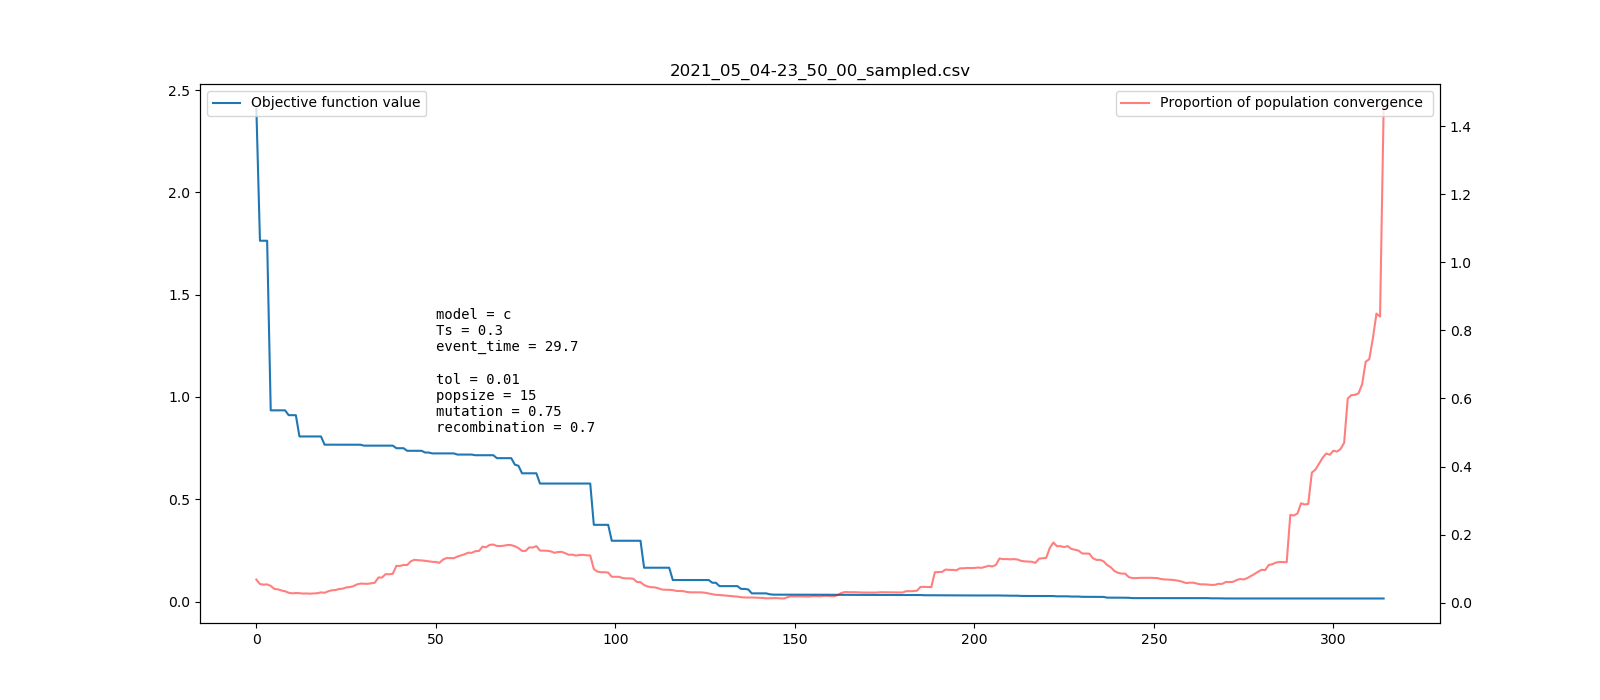 2021_05_04-23_50_00_sampled.csv
Objective function value
Proportion of population convergence
2.5
2.0
1.5
1.0
0.5
0.0
model = c
Ts = 0.3
event_time = 29.7
tol = 0.01
popsize = 15
mutation = 0.75
recombination = 0.7
1.4
1.2
1.0
0.8
0.6
0.4
0.2
0.0
0
50
100
150
200
250
300